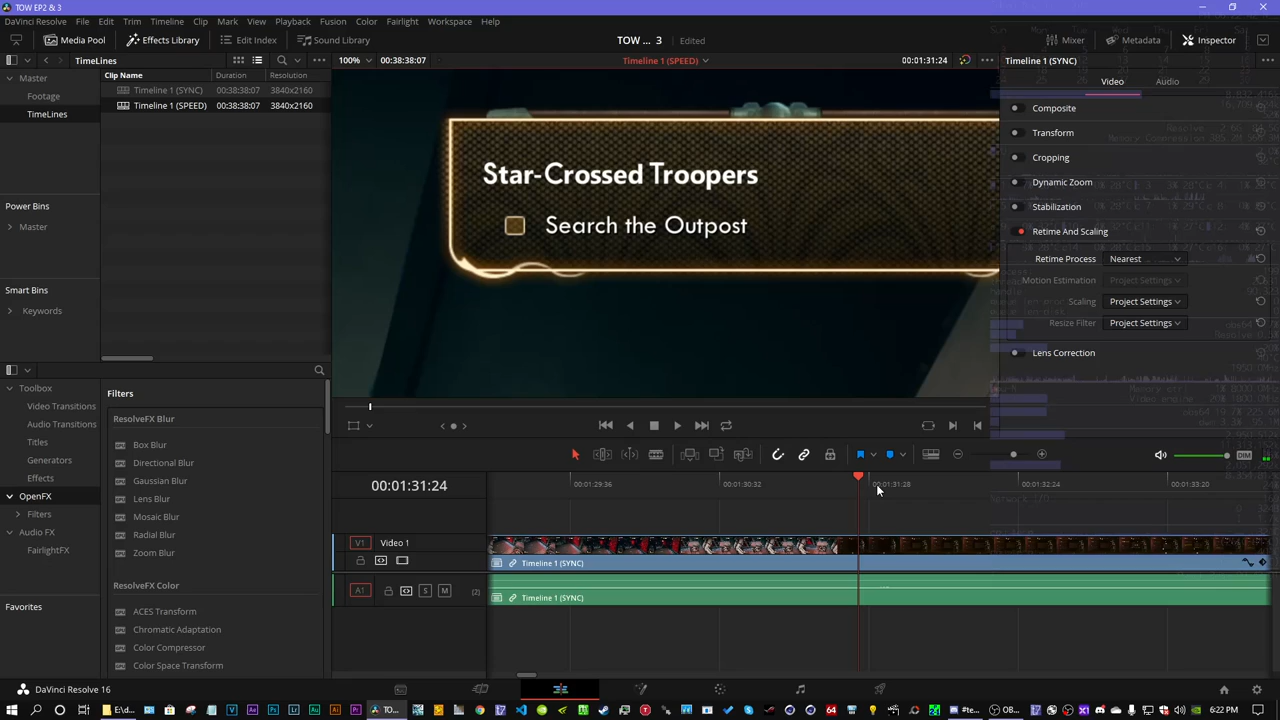 TOW EP2 & 3
DaVinci Resolve File Edit Trim Timeline Clip Mark View Playback Fusion Color Fairlight Workspace Help
Media Pool Effects Library Edit Index Sound Library TOW ... 3 Edited Mixer Metadata Inspector
TimeLines 100% 00:38:38:07 Timeline 1 (SPEED) 00:01:31:24 Timeline 1 (SYNC)
Master Clip Name Duration Resolution
Footage Timeline 1 (SYNC) 00:38:38:07 3840x2160
TimeLines Timeline 1 (SPEED) 00:38:38:07 3840x2160
Video Audio
Composite
Transform
Cropping
Dynamic Zoom
Stabilization
Retime And Scaling
Retime Process Nearest
Motion Estimation Project Settings
Scaling Project Settings
Resize Filter Project Settings
Lens Correction
Star-Crossed Troopers
Search the Outpost
Power Bins
Master
Smart Bins
Keywords
Toolbox
Video Transitions
Audio Transitions
Titles
Generators
Effects
OpenFX
Filters
Audio FX
FairlightFX
Favorites
Filters
ResolveFX Blur
Box Blur
Directional Blur
Gaussian Blur
Lens Blur
Mosaic Blur
Radial Blur
Zoom Blur
ResolveFX Color
ACES Transform
Chromatic Adaptation
Color Compressor
Color Space Transform
DIM
00:01:31:24 00:01:29:36 00:01:30:32 00:01:31:28 00:01:32:24 00:01:33:20
V1 Video 1
Timeline 1 (SYNC)
A1 S M
Timeline 1 (SYNC)
DaVinci Resolve 16
E:\d... TO... #te... OB... 6:22 PM